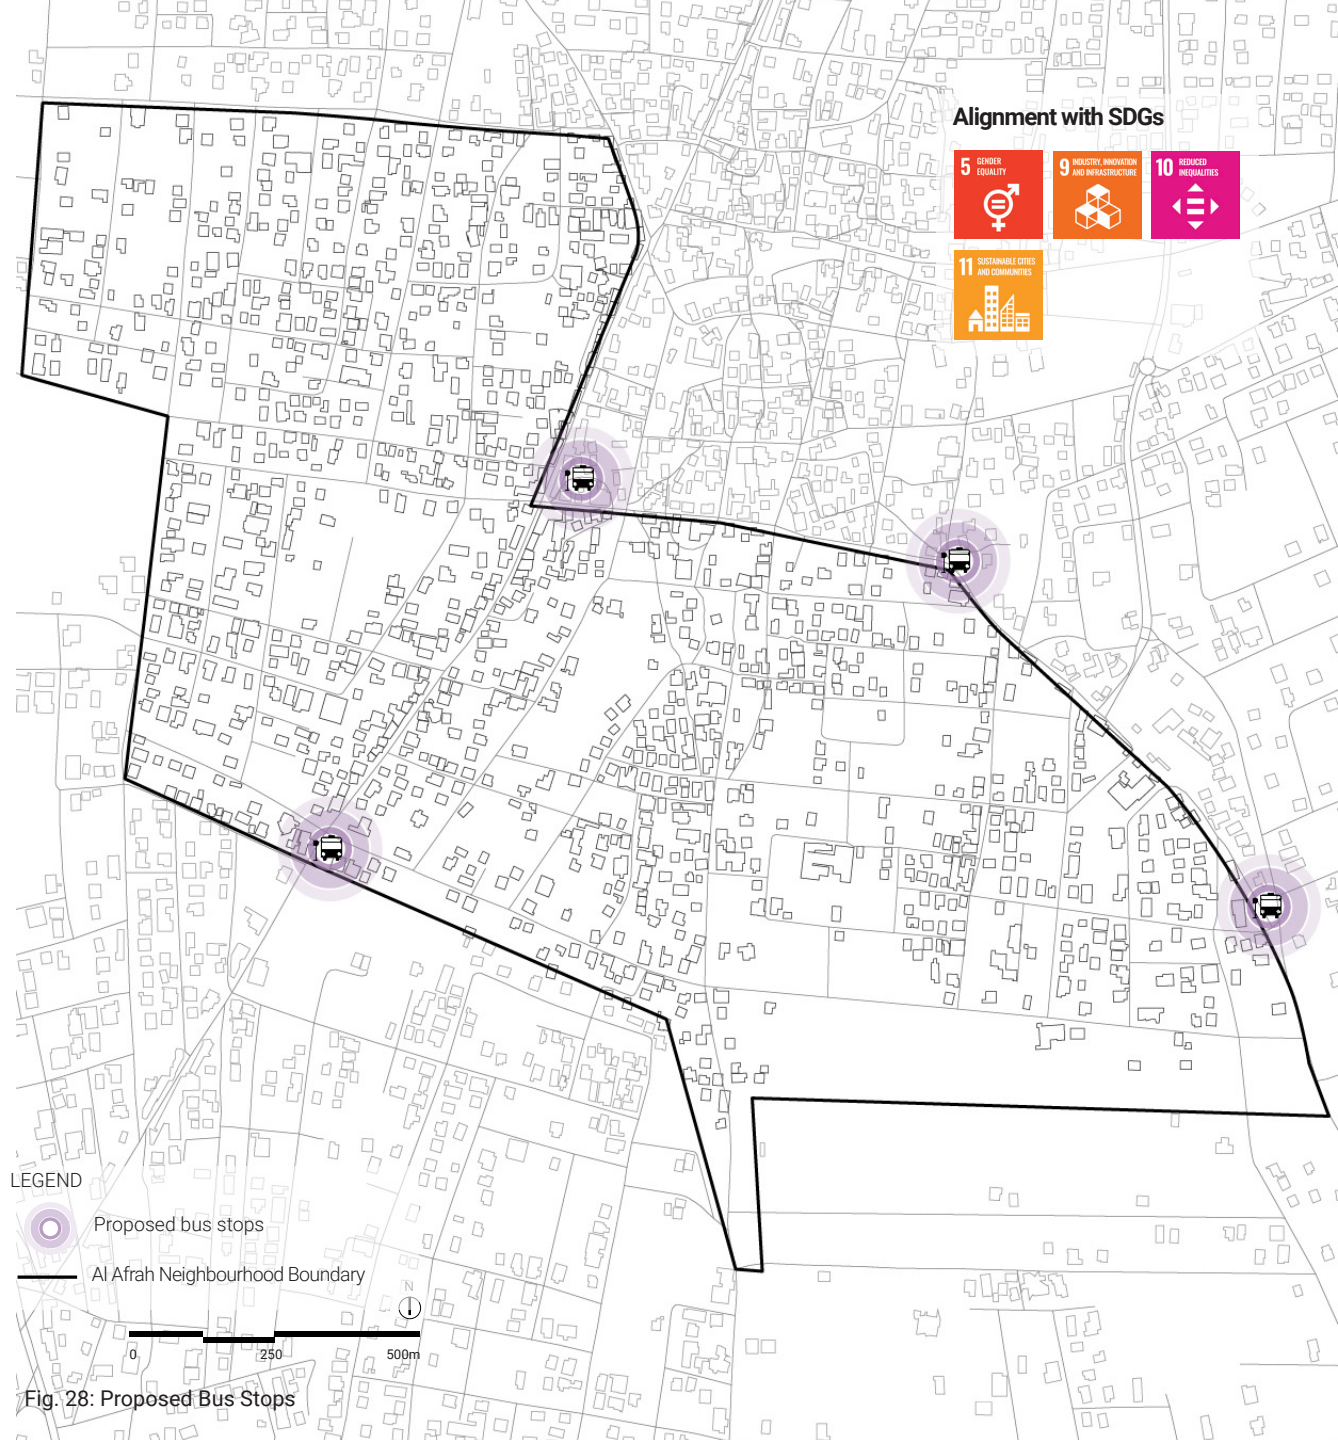 Alignment with SDGs
5 GENDER
EQUALITY
9 INDUSTRY, INNOVATION
AND INFRASTRUCTURE
10 REDUCED
INEQUALITIES
11 SUSTAINABLE CITIES
AND COMMUNITIES
LEGEND
Proposed bus stops
Al Afrah Neighbourhood Boundary
N
0 250 500m
Fig. 28: Proposed Bus Stops